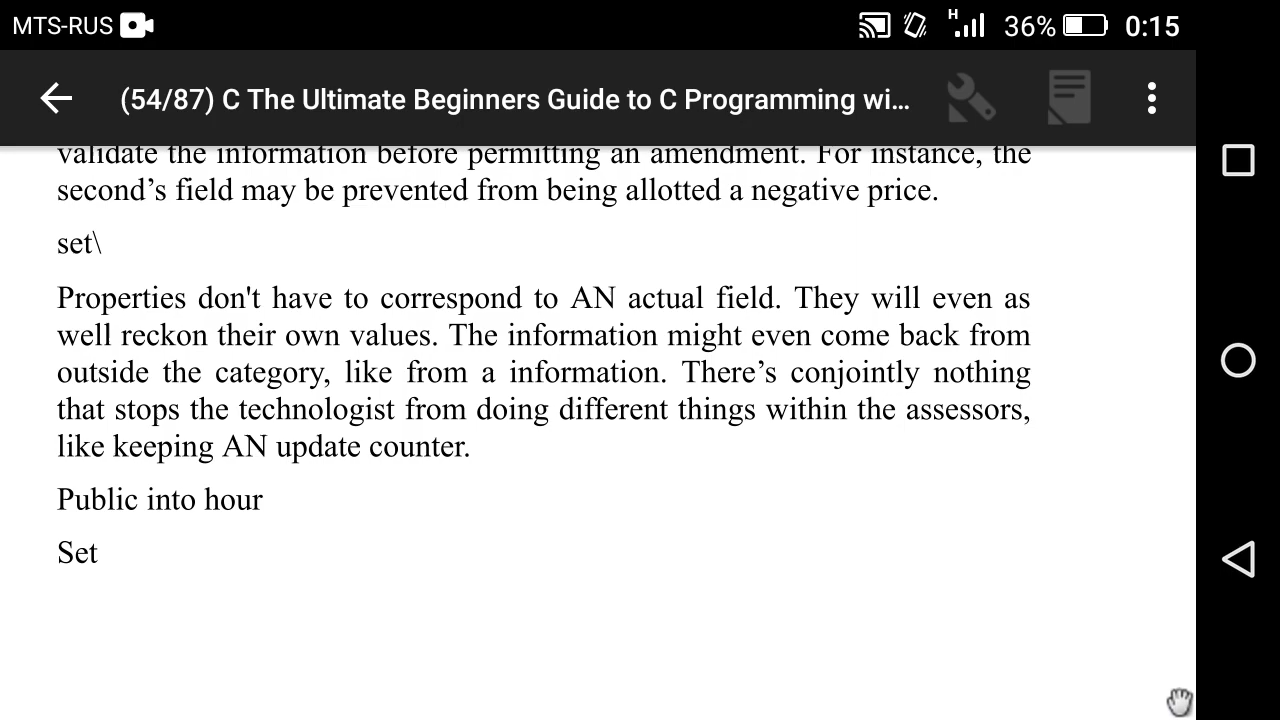 MTS-RUS H 36% 0:15
(54/87) C The Ultimate Beginners Guide to C Programming wi...
validate the information before permitting an amendment. For instance, the
second’s field may be prevented from being allotted a negative price.
set\
Properties don't have to correspond to AN actual field. They will even as
well reckon their own values. The information might even come back from
outside the category, like from a information. There’s conjointly nothing
that stops the technologist from doing different things within the assessors,
like keeping AN update counter.
Public into hour
Set